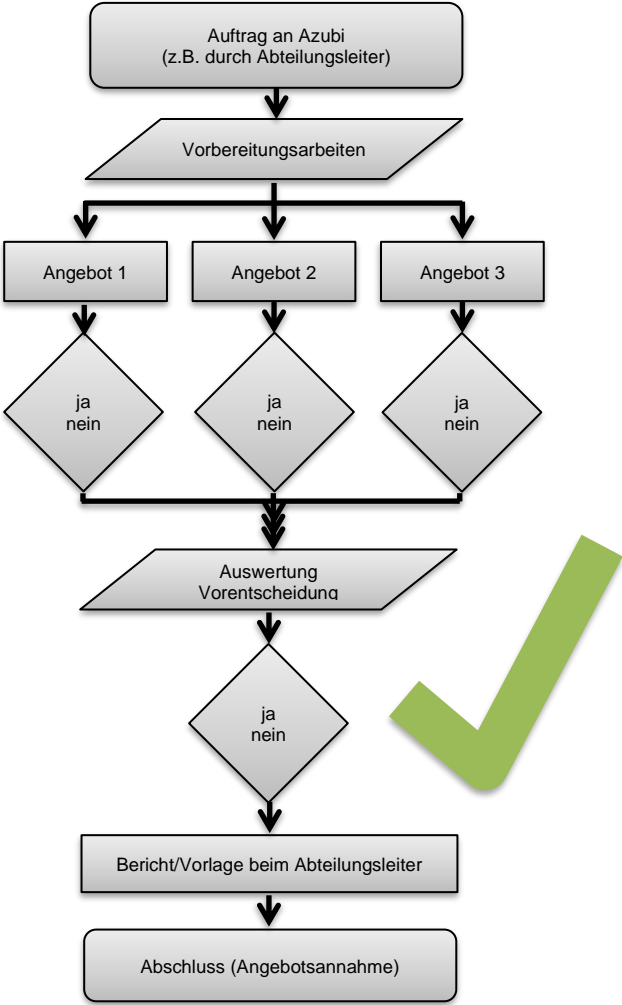 Auftrag an Azubi
(z.B. durch Abteilungsleiter)
Vorbereitungsarbeiten
Angebot 1
Angebot 2
Angebot 3
ja
nein
ja
nein
ja
nein
Auswertung
Vorentscheidung
ja
nein
Bericht/Vorlage beim Abteilungsleiter
Abschluss (Angebotsannahme)